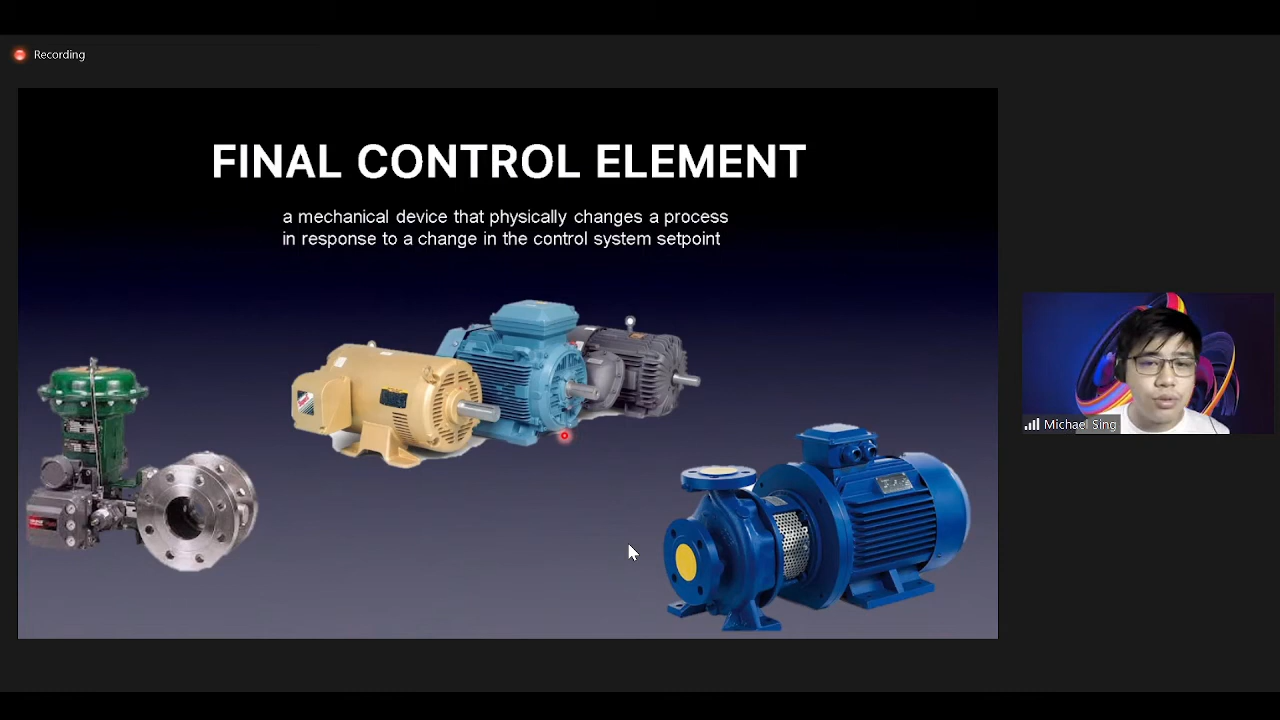 Recording
FINAL CONTROL ELEMENT
a mechanical device that physically changes a process
in response to a change in the control system setpoint
Michael Sing